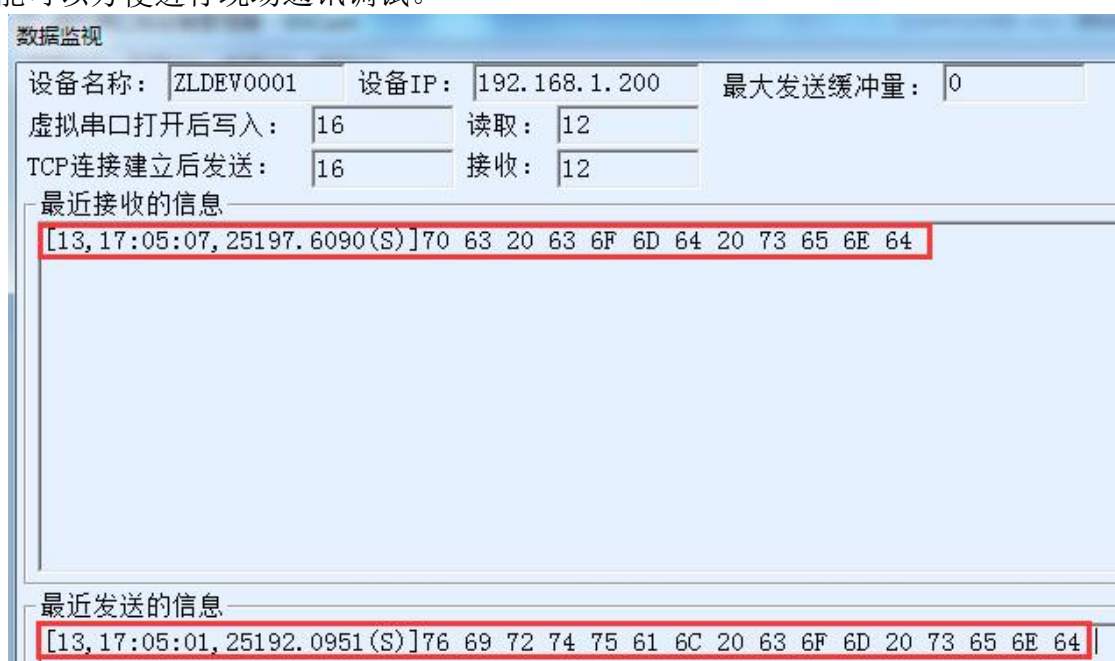 能可以方便进行现场通讯调试。
数据监视
设备名称： ZLDEV0001 设备IP： 192.168.1.200 最大发送缓冲量： 0
虚拟串口打开后写入： 16 读取： 12
TCP连接建立后发送： 16 接收： 12
最近接收的信息
[13,17:05:07,25197.6090(S)]70 63 20 63 6F 6D 64 20 73 65 6E 64
最近发送的信息
[13,17:05:01,25192.0951(S)]76 69 72 74 75 61 6C 20 63 6F 6D 20 73 65 6E 64